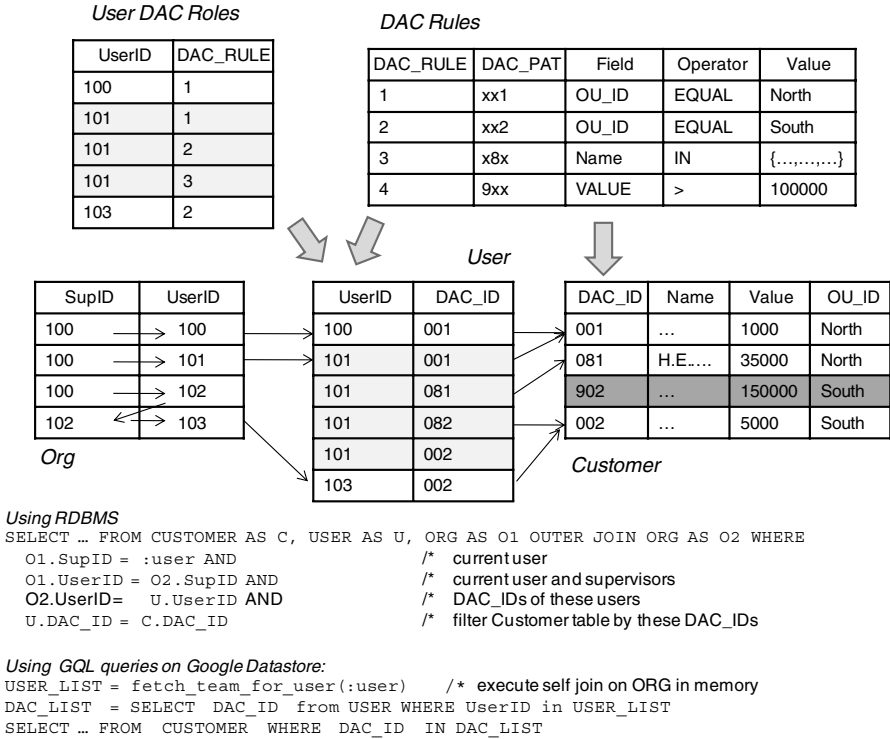 User DAC Roles
DAC Rules
UserID DAC_RULE
100 1
101 1
101 2
101 3
103 2
DAC_RULE DAC_PAT Field Operator Value
1 xx1 OU_ID EQUAL North
2 xx2 OU_ID EQUAL South
3 x8x Name IN {…,…,…}
4 9xx VALUE > 100000
User
SupID UserID
100 100
100 101
100 102
102 103
Org
UserID DAC_ID
100 001
101 001
101 081
101 082
101 002
103 002
DAC_ID Name Value OU_ID
001 … 1000 North
081 H.E..… 35000 North
902 … 150000 South
002 … 5000 South
Customer
Using RDBMS
SELECT … FROM CUSTOMER AS C, USER AS U, ORG AS O1 OUTER JOIN ORG AS O2 WHERE
O1.SupID = :user AND /* current user
O1.UserID = O2.SupID AND /* current user and supervisors
O2.UserID= U.UserID AND /* DAC_IDs of these users
U.DAC_ID = C.DAC_ID /* filter Customer table by these DAC_IDs
Using GQL queries on Google Datastore:
USER_LIST = fetch_team_for_user(:user) /* execute self join on ORG in memory
DAC_LIST = SELECT DAC_ID from USER WHERE UserID in USER_LIST
SELECT … FROM CUSTOMER WHERE DAC_ID IN DAC_LIST